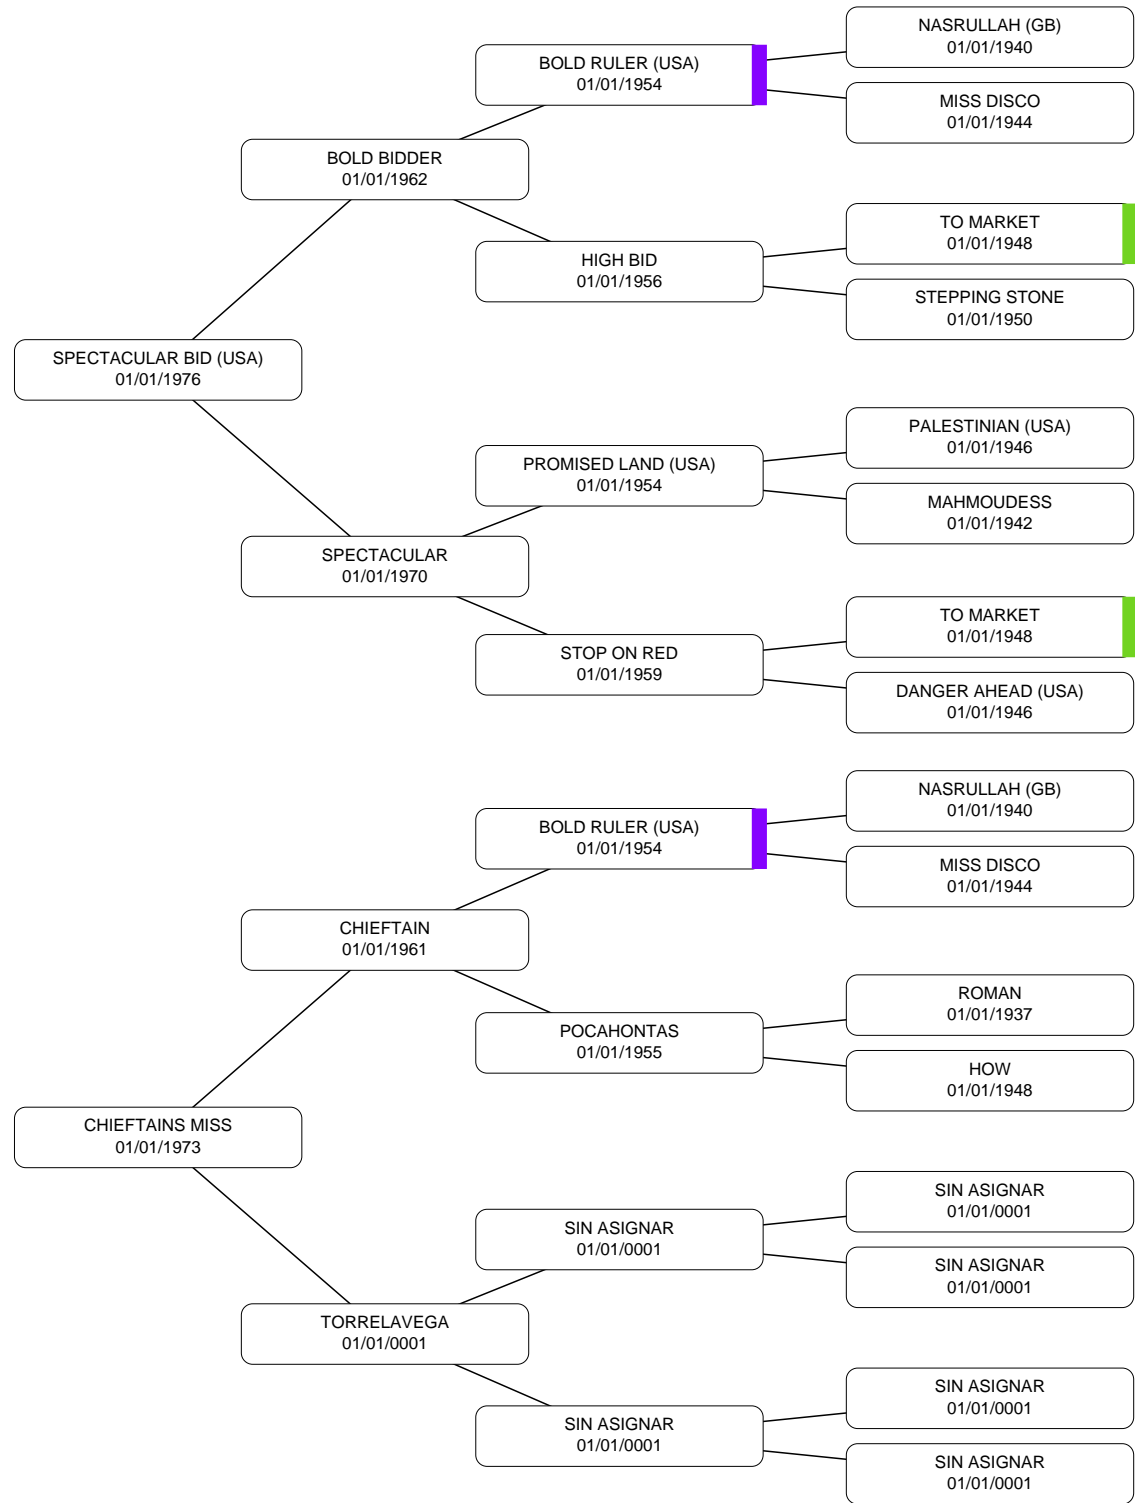 NASRULLAH (GB)
01/01/1940
BOLD RULER (USA)
01/01/1954
MISS DISCO
01/01/1944
BOLD BIDDER
01/01/1962
TO MARKET
01/01/1948
HIGH BID
01/01/1956
STEPPING STONE
01/01/1950
SPECTACULAR BID (USA)
01/01/1976
PALESTINIAN (USA)
01/01/1946
PROMISED LAND (USA)
01/01/1954
MAHMOUDESS
01/01/1942
SPECTACULAR
01/01/1970
TO MARKET
01/01/1948
STOP ON RED
01/01/1959
DANGER AHEAD (USA)
01/01/1946
NASRULLAH (GB)
01/01/1940
BOLD RULER (USA)
01/01/1954
MISS DISCO
01/01/1944
CHIEFTAIN
01/01/1961
ROMAN
01/01/1937
POCAHONTAS
01/01/1955
HOW
01/01/1948
CHIEFTAINS MISS
01/01/1973
SIN ASIGNAR
01/01/0001
SIN ASIGNAR
01/01/0001
SIN ASIGNAR
01/01/0001
TORRELAVEGA
01/01/0001
SIN ASIGNAR
01/01/0001
SIN ASIGNAR
01/01/0001
SIN ASIGNAR
01/01/0001